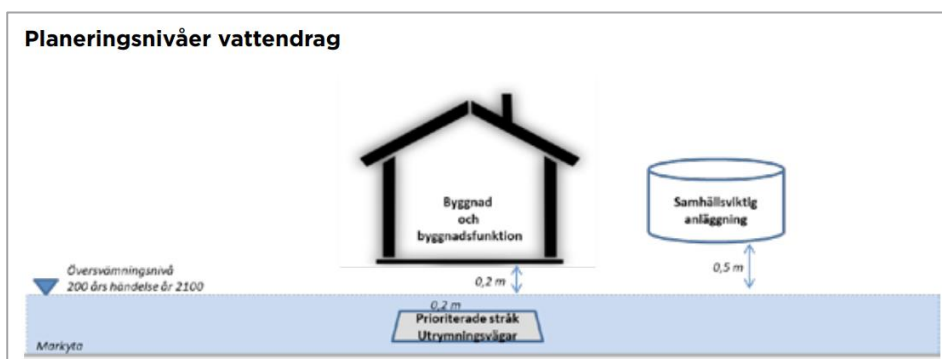 Planeringsnivåer vattendrag
Byggnad
och
byggnadsfunktion
Samhällsviktig
anläggning
Översvämningsnivå
200 års händelse år 2100
0,2 m
0,5 m
0,2 m
Prioriterade stråk
Utrymningsvägar
Markyta